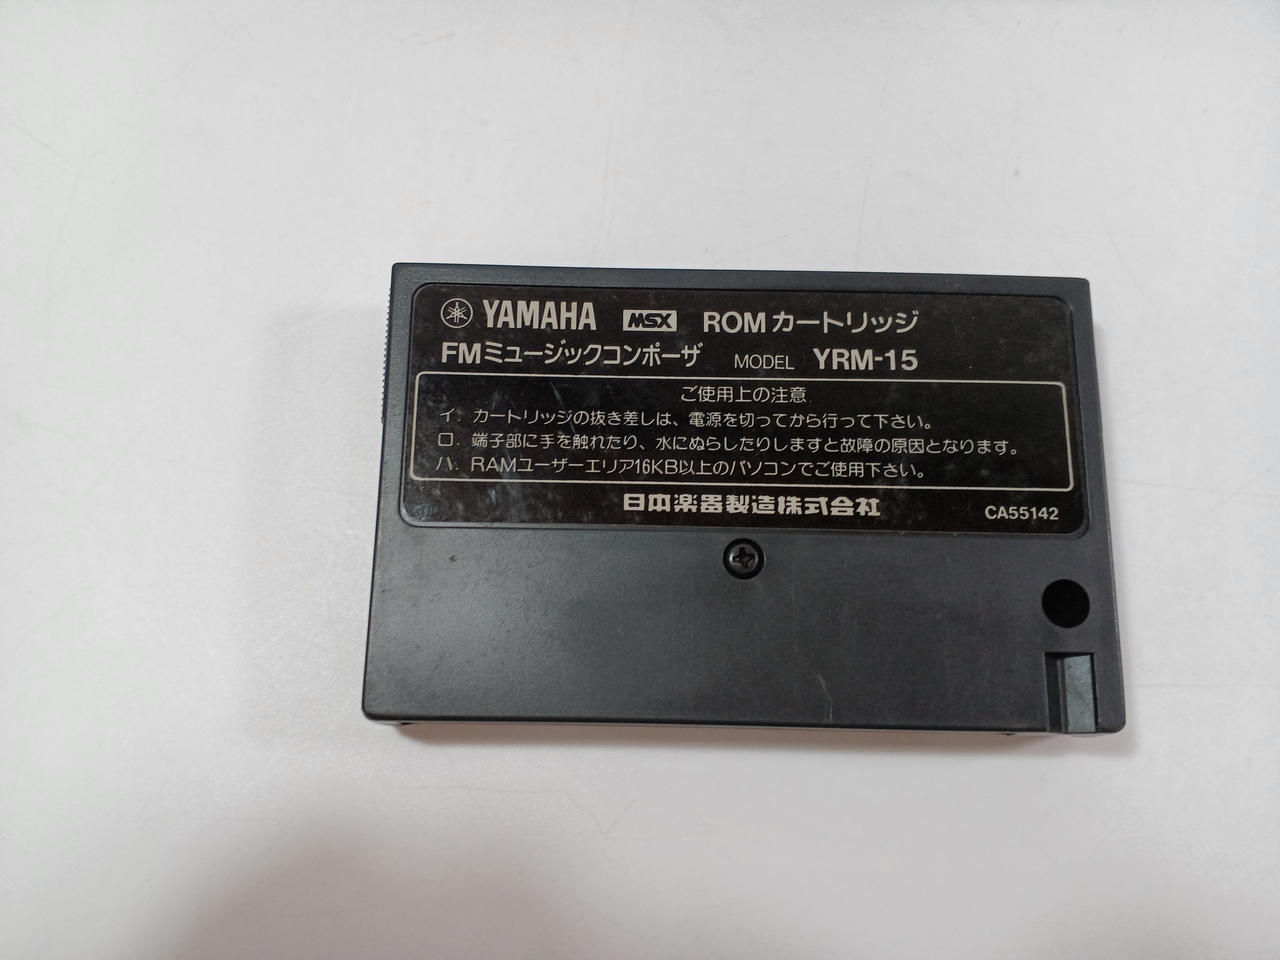 YAMAHA MSX ROMカートリッジ
FMミュージックコンポーザ MODEL YRM-15
ご使用上の注意
イ. カートリッジの抜き差しは、電源を切ってから行って下さい。
ロ. 端子部に手を触れたり、水にぬらしたりしますと故障の原因となります。
ハ. RAMユーザーエリア16KB以上のパソコンでご使用下さい。
日本楽器製造株式会社 CA55142